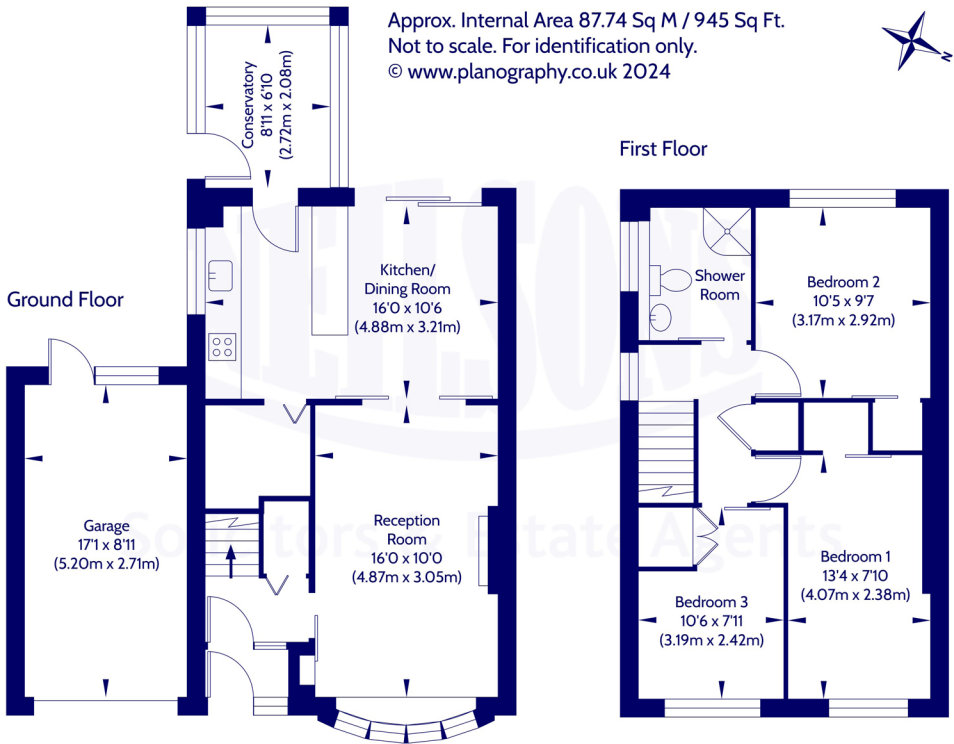 Approx. Internal Area 87.74 Sq M / 945 Sq Ft.
Not to scale. For identification only.
© www.planography.co.uk 2024
N
Conservatory
8'11 x 6'10
(2.72m x 2.08m)
First Floor
Ground Floor
Kitchen/
Dining Room
16'0 x 10'6
(4.88m x 3.21m)
Shower
Room
Bedroom 2
10'5 x 9'7
(3.17m x 2.92m)
Garage
17'1 x 8'11
(5.20m x 2.71m)
Reception
Room
16'0 x 10'0
(4.87m x 3.05m)
Bedroom 1
13'4 x 7'10
(4.07m x 2.38m)
Bedroom 3
10'6 x 7'11
(3.19m x 2.42m)
NEILSONS
Solicitors & Estate Agents